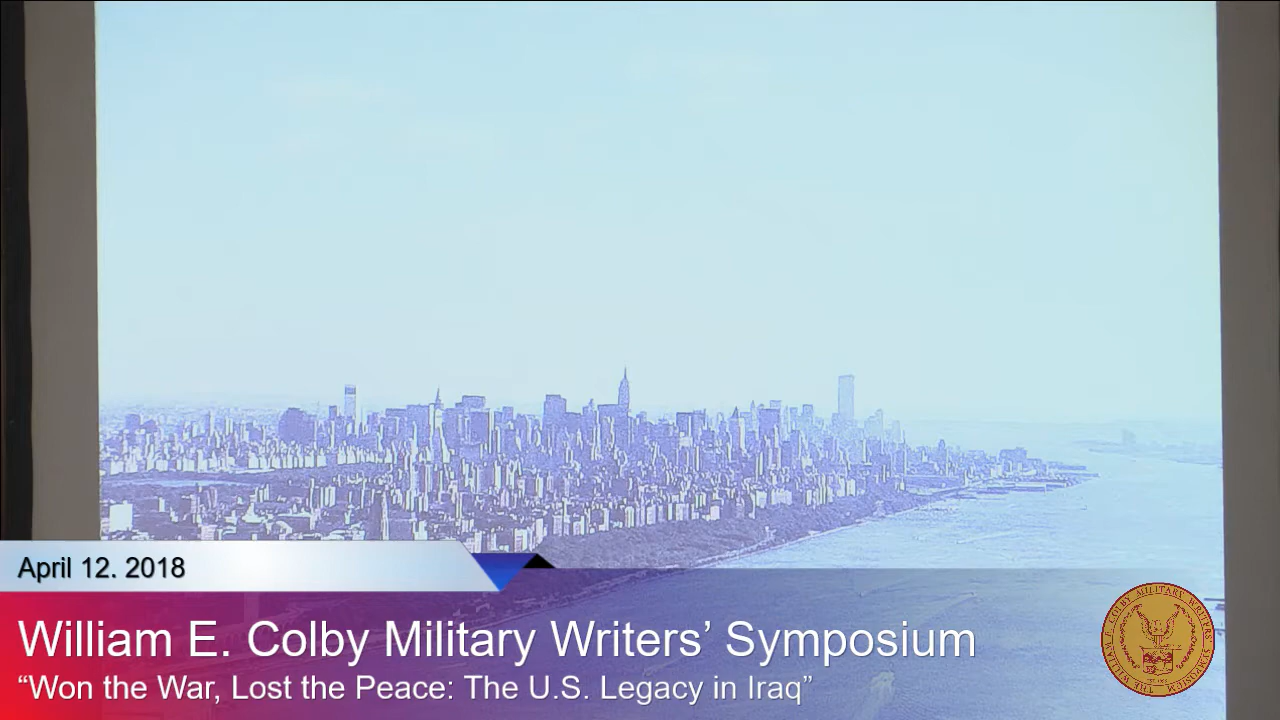 April 12. 2018
William E. Colby Military Writers’ Symposium
“Won the War, Lost the Peace: The U.S. Legacy in Iraq”